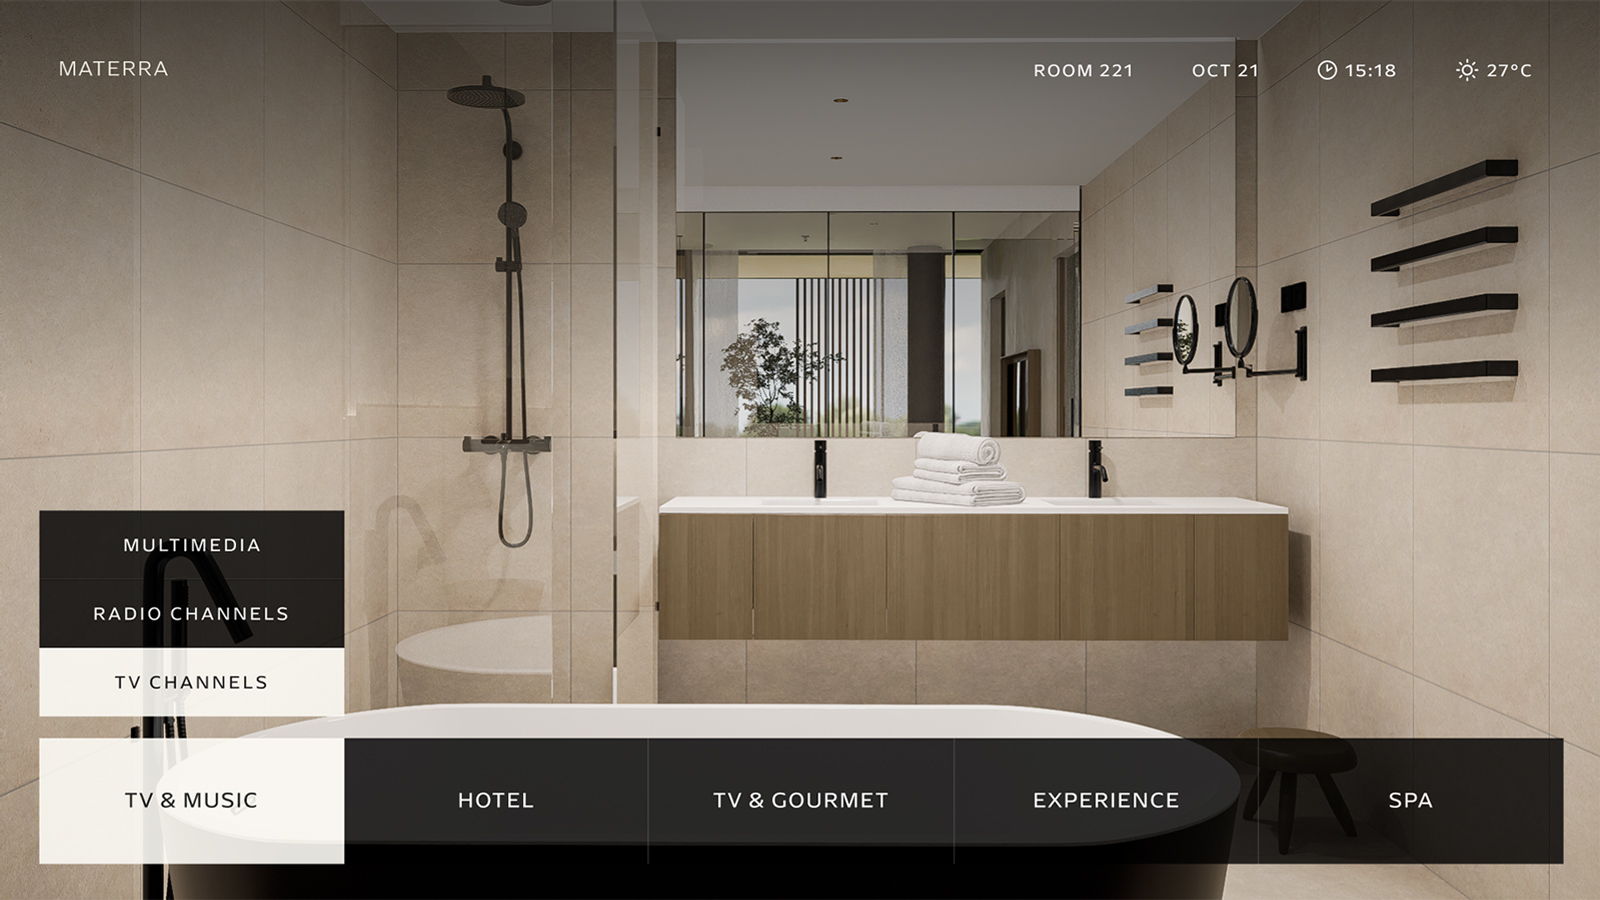 MATERRA
ROOM 221
OCT 21
15:18
27°C
MULTIMEDIA
RADIO CHANNELS
TV CHANNELS
TV & MUSIC
HOTEL
TV & GOURMET
EXPERIENCE
SPA